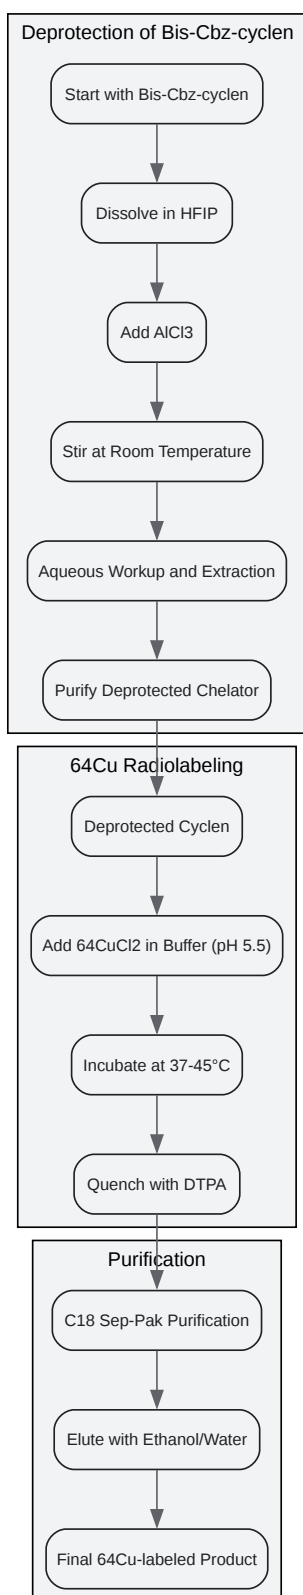 Deprotection of Bis-Cbz-cyclen
Start with Bis-Cbz-cyclen
Dissolve in HFIP
Add AlCl3
Stir at Room Temperature
Aqueous Workup and Extraction
Purify Deprotected Chelator
64Cu Radiolabeling
Deprotected Cyclen
Add 64CuCl2 in Buffer (pH 5.5)
Incubate at 37-45°C
Quench with DTPA
Purification
C18 Sep-Pak Purification
Elute with Ethanol/Water
Final 64Cu-labeled Product